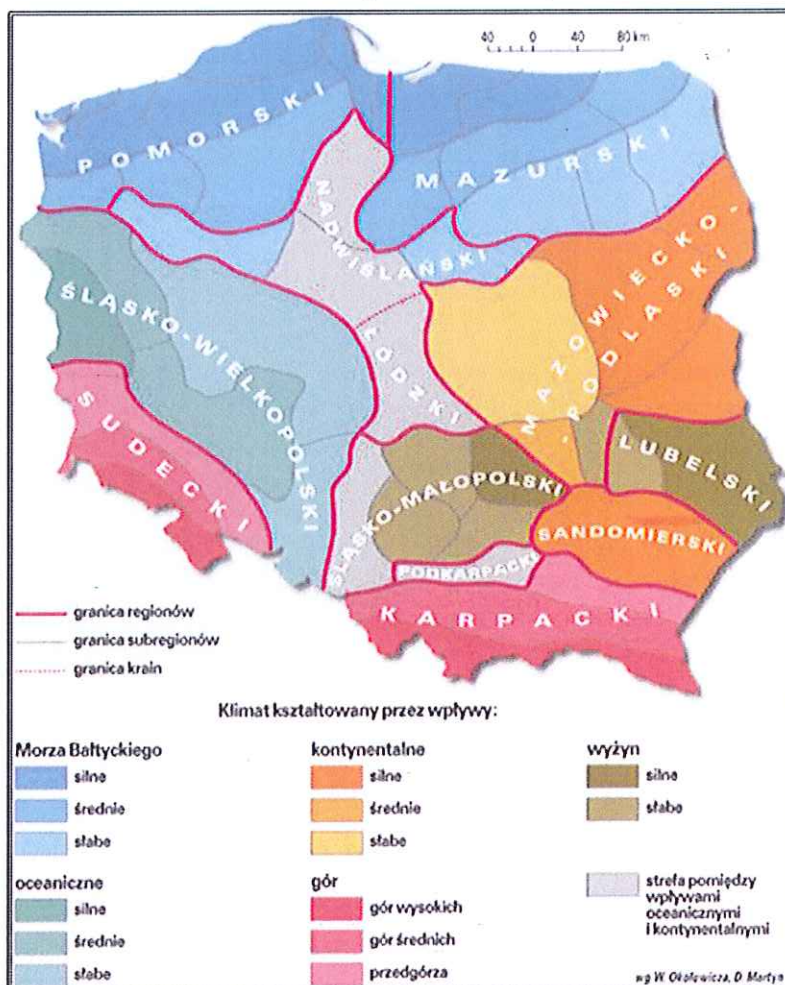 40 0 40 80 km
POMORSKI
MAZURSKI
NADWIŚLAŃSKI
MAZOWIECKO-
-PODLASKI
ŚLĄSKO-WIELKOPOLSKI
ŁÓDZKI
SUDECKI
LUBELSKI
ŚLĄSKO-MAŁOPOLSKI
SANDOMIERSKI
PODKARPACKI
KARPACKI
granica regionów
granica subregionów
granica krain
Klimat kształtowany przez wpływy:
Morza Bałtyckiego
silne
średnie
słabe
kontynentalne
silne
średnie
słabe
wyżyn
silne
słabe
oceaniczne
silne
średnie
słabe
gór
gór wysokich
gór średnich
przedgórza
strefa pomiędzy
wpływami
oceanicznymi
i kontynentalnymi
wg W. Okołowicza, D. Martyn